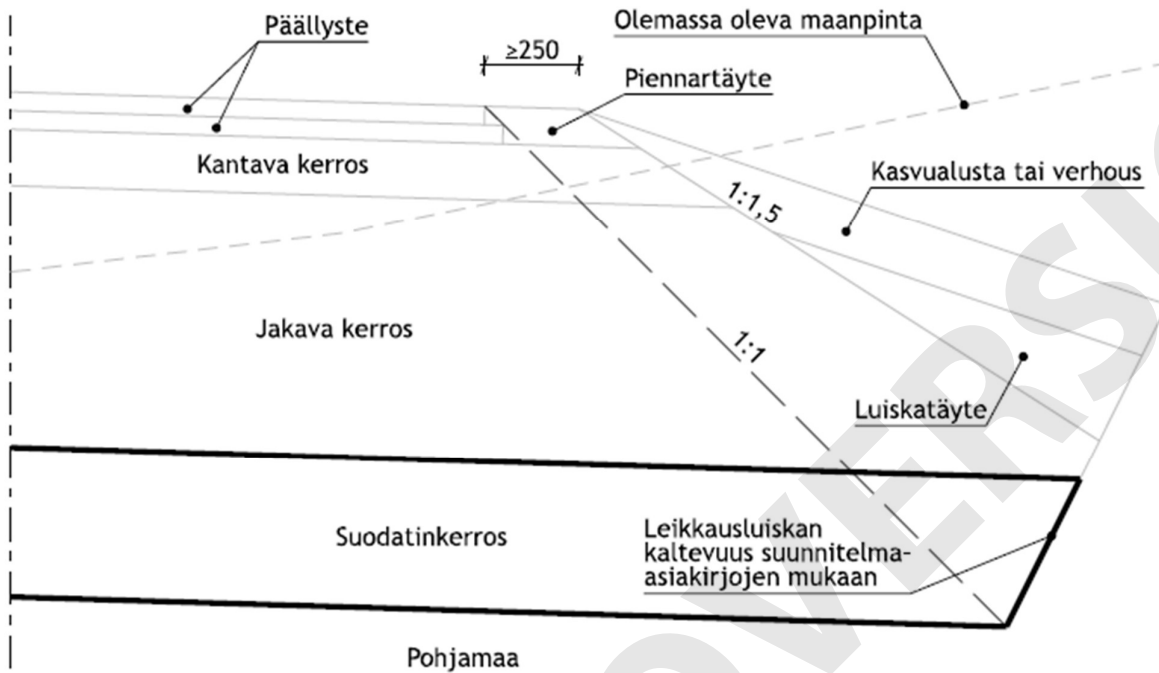 Päällyste
Olemassa oleva maanpinta
≥250
Piennartäyte
Kantava kerros
Kasvualusta tai verhous
1:1,5
Jakava kerros
1:1
Luiskatäyte
Suodatinkerros
Leikkausluiskan
kaltevuus suunnitelma-
asiakirjojen mukaan
Pohjamaa